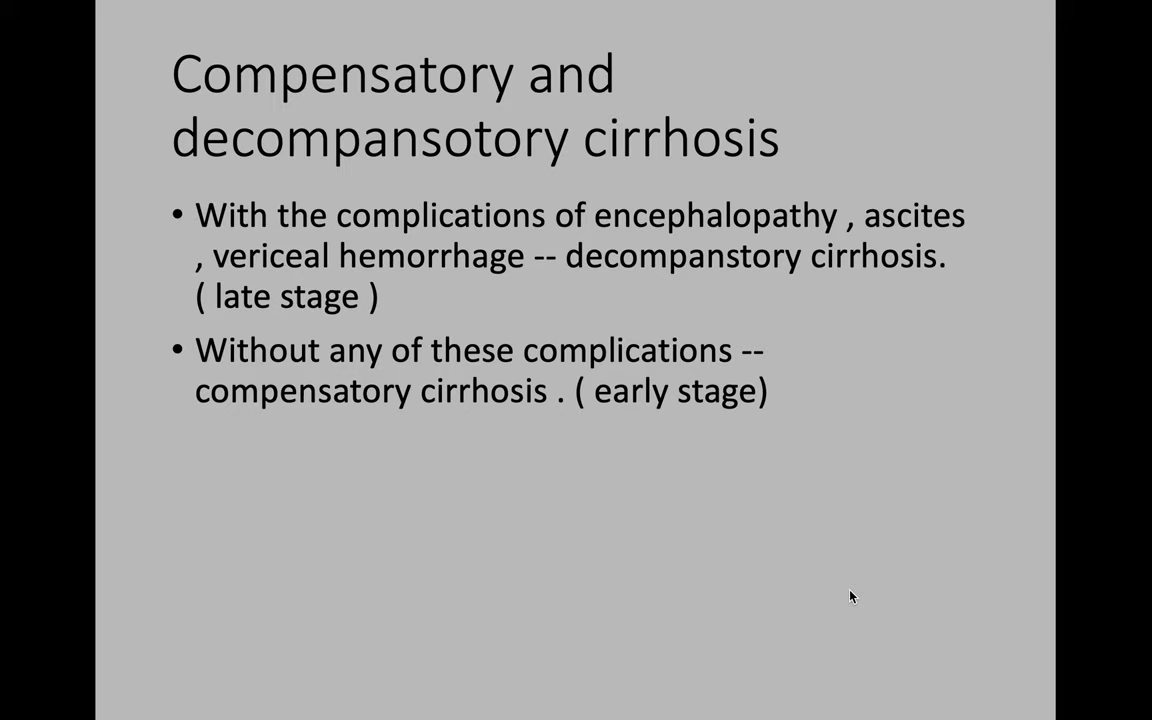 Compensatory and
decompansotory cirrhosis
• With the complications of encephalopathy , ascites
, vericeal hemorrhage -- decompanstory cirrhosis.
( late stage )
• Without any of these complications --
compensatory cirrhosis . ( early stage)